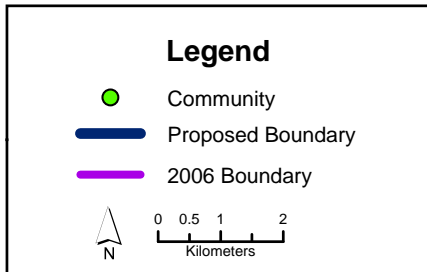 Legend
Community
Proposed Boundary
2006 Boundary
0 0.5 1 2
Kilometers
N